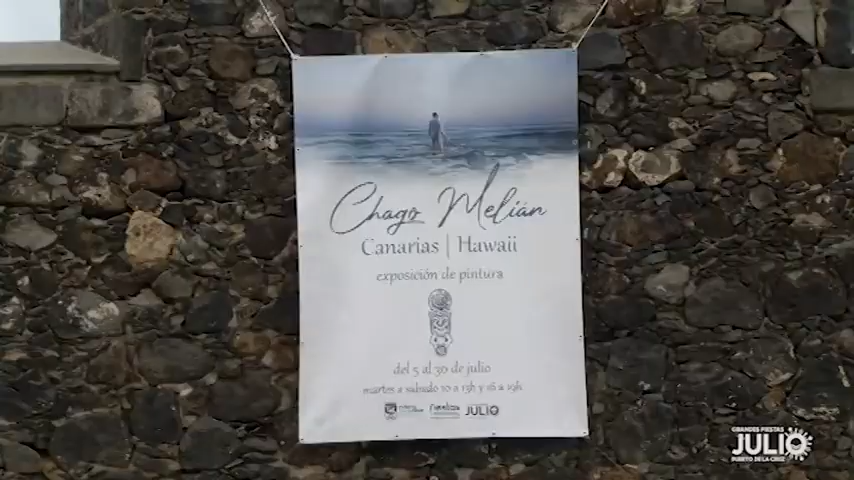 Chago Melián
Canarias | Hawaii
exposición de pintura
del 5 al 30 de julio
martes a sábado 10 a 13h y 16 a 19h
JULIO
GRANDES FIESTAS
JULIO
PUERTO DE LA CRUZ